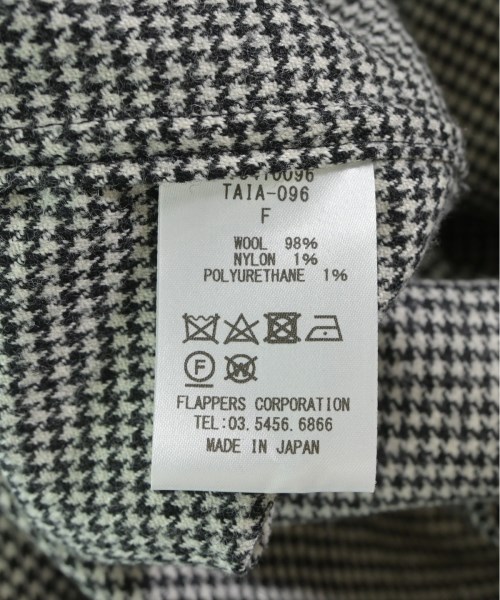 TAIA-096
F
WOOL 98%
NYLON 1%
POLYURETHANE 1%
F W
FLAPPERS CORPORATION
TEL:03.5456.6866
MADE IN JAPAN